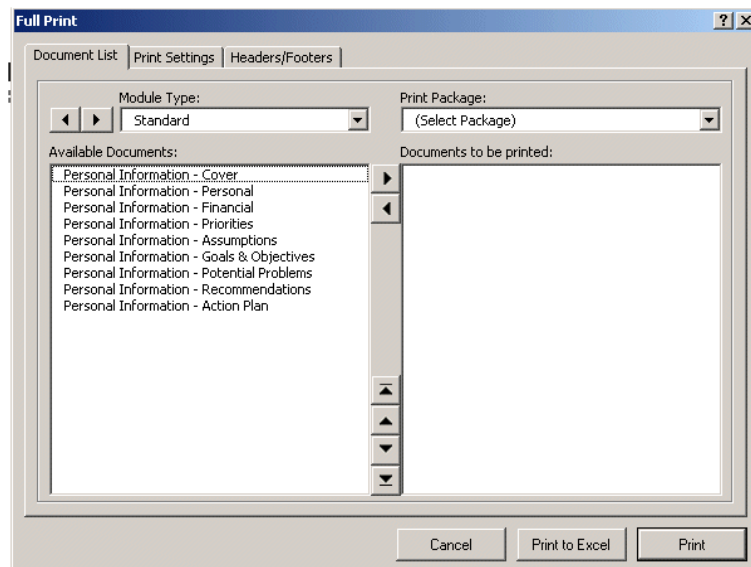 Full Print
Document List Print Settings Headers/Footers
Module Type: Print Package:
Standard (Select Package)
Available Documents: Documents to be printed:
Personal Information - Cover
Personal Information - Personal
Personal Information - Financial
Personal Information - Priorities
Personal Information - Assumptions
Personal Information - Goals & Objectives
Personal Information - Potential Problems
Personal Information - Recommendations
Personal Information - Action Plan
Cancel Print to Excel Print